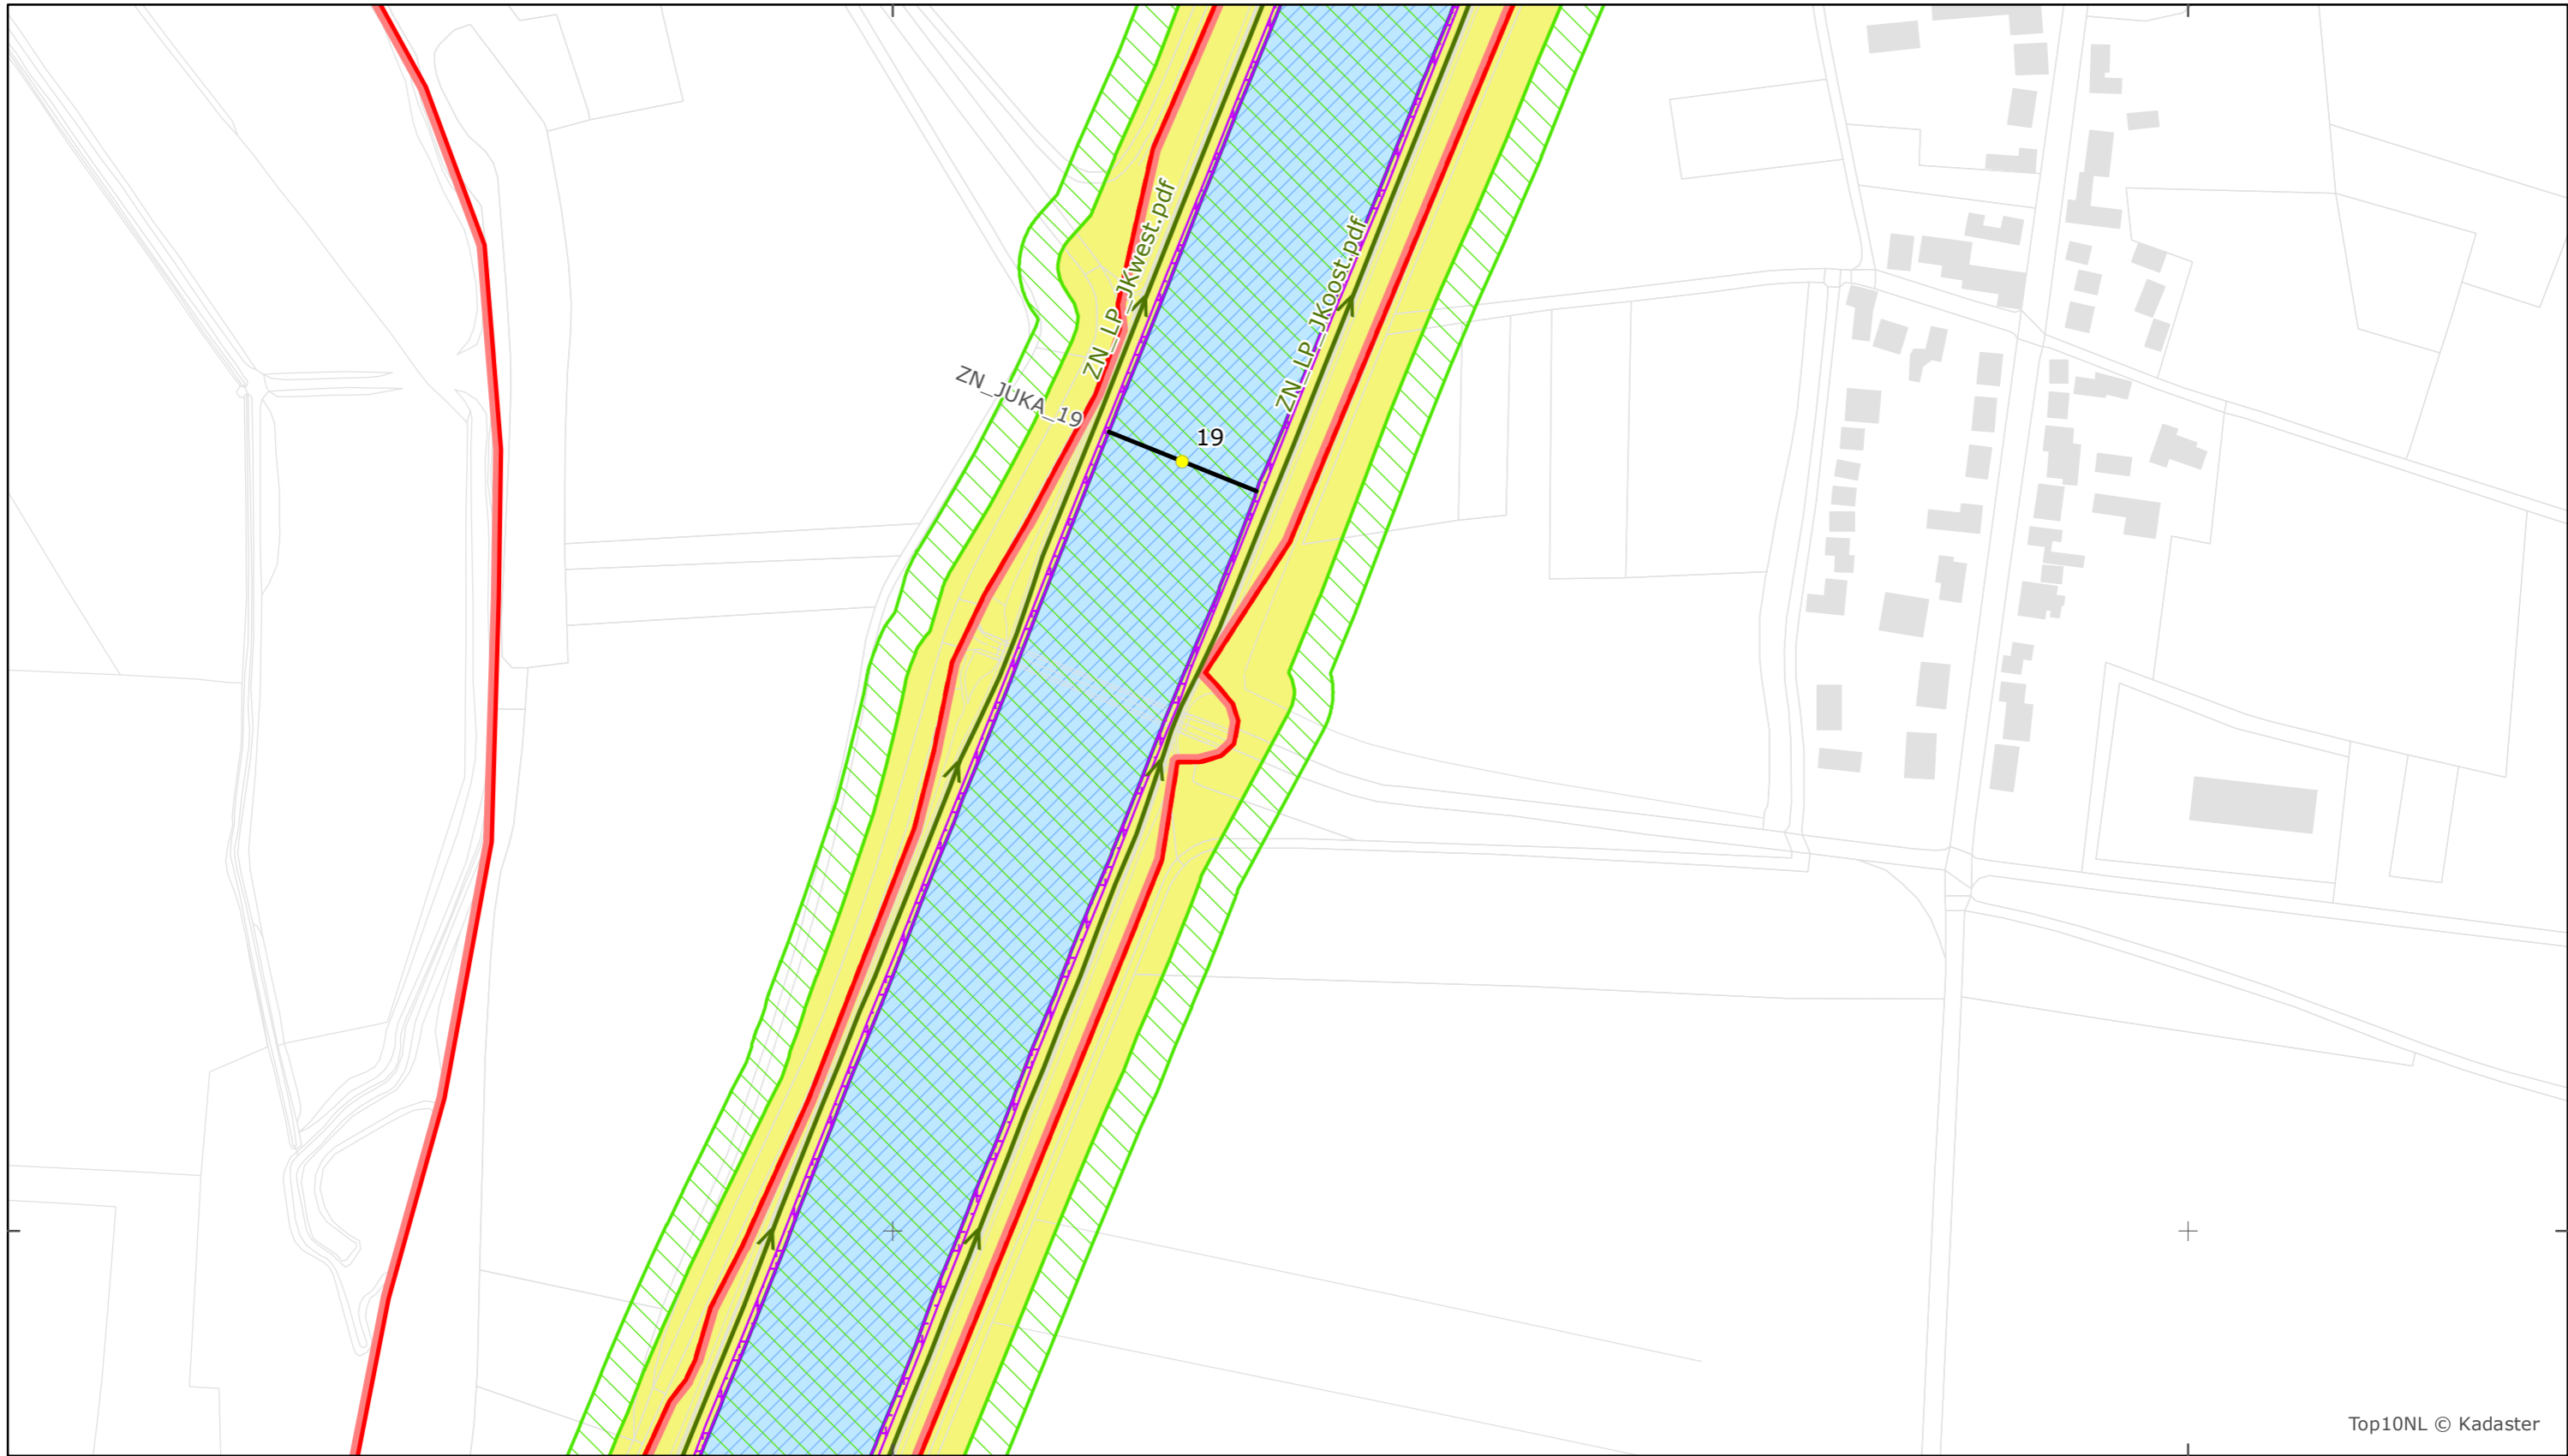 ZN_LP_JKwest.pdf
ZN_LP_JKoost.pdf
ZN_JUKA_19
19
Top10NL © Kadaster